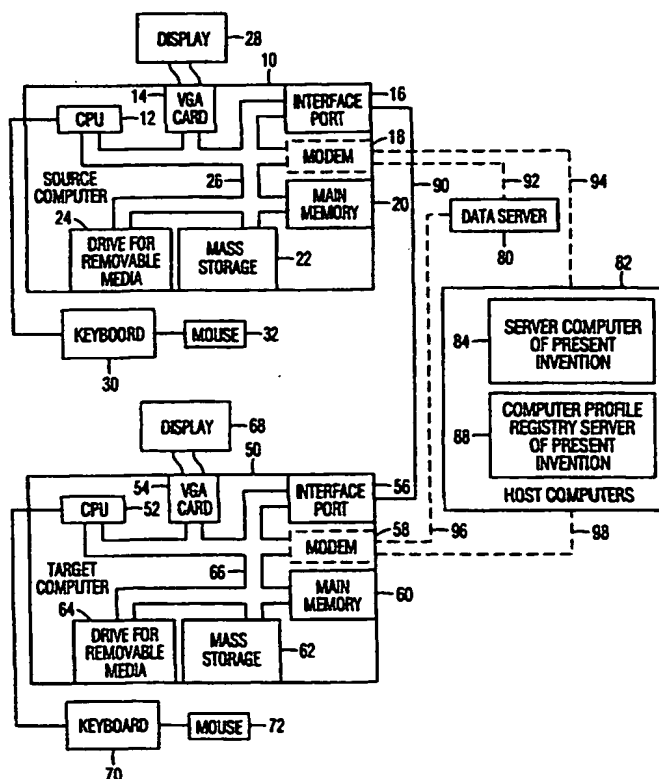 DISPLAY
28
10
14
VGA
CARD
INTERFACE
PORT
16
CPU
12
MODEM
18
SOURCE
COMPUTER
26
90
92
94
24
MAIN
MEMORY
20
DATA SERVER
80
DRIVE FOR
REMOVABLE
MEDIA
MASS
STORAGE
22
82
KEYBOORD
MOUSE
32
30
84
SERVER COMPUTER
OF PRESENT
INVENTION
88
COMPUTER PROFILE
REGISTRY SERVER
OF PRESENT
INVENTION
HOST COMPUTERS
DISPLAY
68
50
54
VGA
CARD
INTERFACE
PORT
56
CPU
52
MODEM
58
TARGET
COMPUTER
66
96
98
64
MAIN
MEMORY
60
DRIVE FOR
REMOVABLE
MEDIA
MASS
STORAGE
62
KEYBOARD
MOUSE
72
70